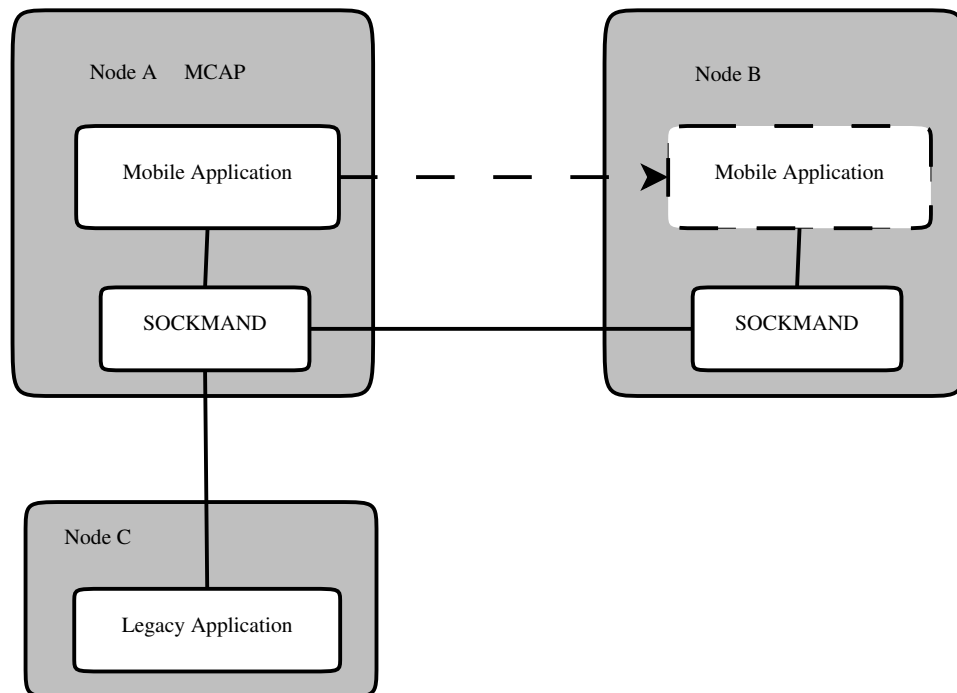 Node A MCAP
Mobile Application
SOCKMAND
Node B
Mobile Application
SOCKMAND
Node C
Legacy Application